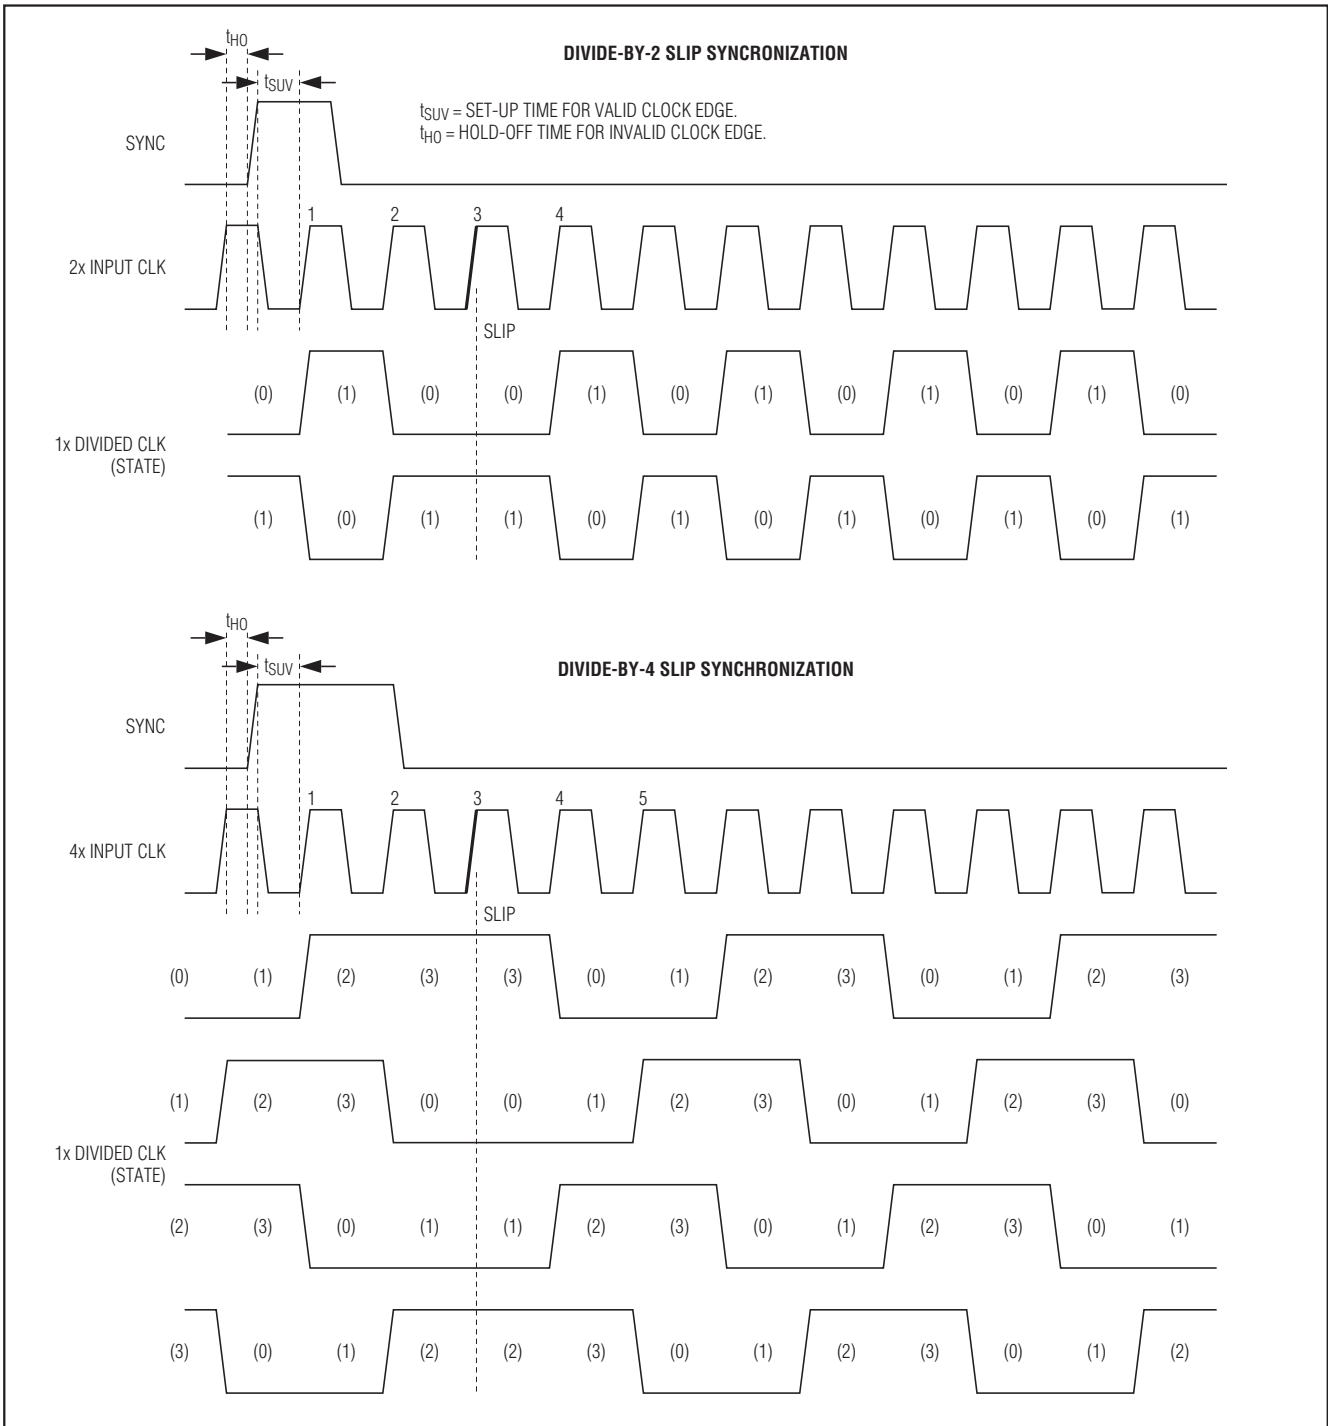 tHO
DIVIDE-BY-2 SLIP SYNCRONIZATION
tSUV
tSUV = SET-UP TIME FOR VALID CLOCK EDGE.
tHO = HOLD-OFF TIME FOR INVALID CLOCK EDGE.
SYNC
1 2 3 4
2x INPUT CLK
SLIP
(0) (1) (0) (0) (1) (0) (1) (0) (1) (0) (1) (0)
1x DIVIDED CLK
(STATE)
(1) (0) (1) (1) (0) (1) (0) (1) (0) (1) (0) (1)
tHO
tSUV
DIVIDE-BY-4 SLIP SYNCHRONIZATION
SYNC
1 2 3 4 5
4x INPUT CLK
SLIP
(0) (1) (2) (3) (3) (0) (1) (2) (3) (0) (1) (2) (3)
(1) (2) (3) (0) (0) (1) (2) (3) (0) (1) (2) (3) (0)
1x DIVIDED CLK
(STATE)
(2) (3) (0) (1) (1) (2) (3) (0) (1) (2) (3) (0) (1)
(3) (0) (1) (2) (2) (3) (0) (1) (2) (3) (0) (1) (2)